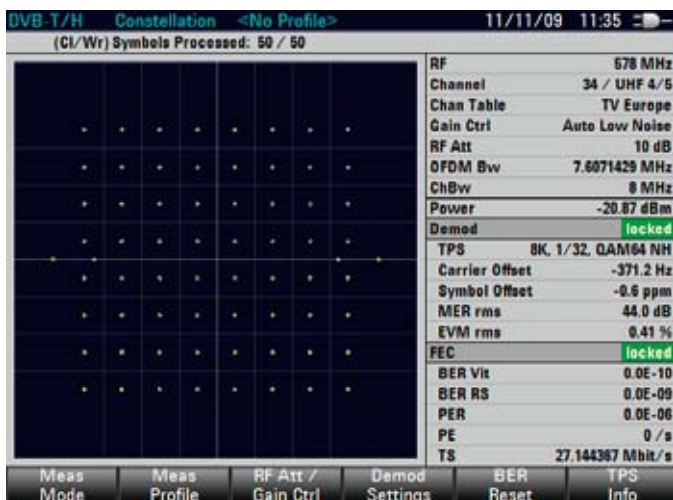 DVB-T/H Constellation <No Profile> 11/11/09 11:35
(Cl/Wr) Symbols Processed: 50 / 50
RF 578 MHz
Channel 34 / UHF 4/5
Chan Table TV Europe
Gain Ctrl Auto Low Noise
RF Att 10 dB
OFDM Bw 7.6071429 MHz
ChBw 8 MHz
Power -20.87 dBm
Demod locked
TPS 8K, 1/32, QAM64 NH
Carrier Offset -371.2 Hz
Symbol Offset -0.6 ppm
MER rms 44.0 dB
EVM rms 0.41 %
FEC locked
BER Vit 0.0E-10
BER RS 0.0E-09
PER 0.0E-06
PE 0 /s
TS 27.144367 Mbit/s
Meas Mode
Meas Profile
RF Att / Gain Ctrl
Demod Settings
BER Reset
TPS Info